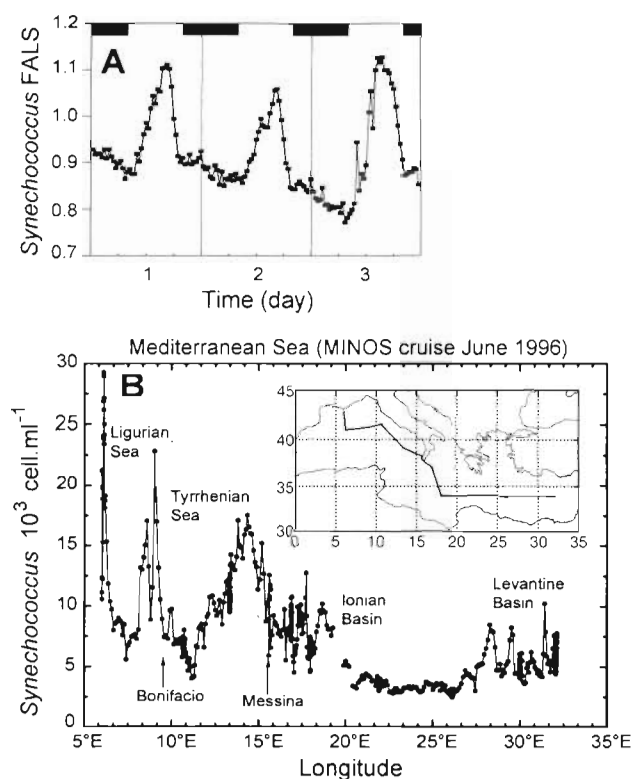 A
Synechococcus FALS
1.2
1.1
1.0
0.9
0.8
0.7
1 2 3
Time (day)
Mediterranean Sea (MINOS cruise June 1996)
B
Synechococcus 10³ cell.ml⁻¹
30
25
20
15
10
5
0
Ligurian
Sea
Tyrrhenian
Sea
Bonifacio
Messina
Ionian
Basin
Levantine
Basin
45
40
35
30
0 5 10 15 20 25 30 35
5°E 10°E 15°E 20°E 25°E 30°E 35°E
Longitude